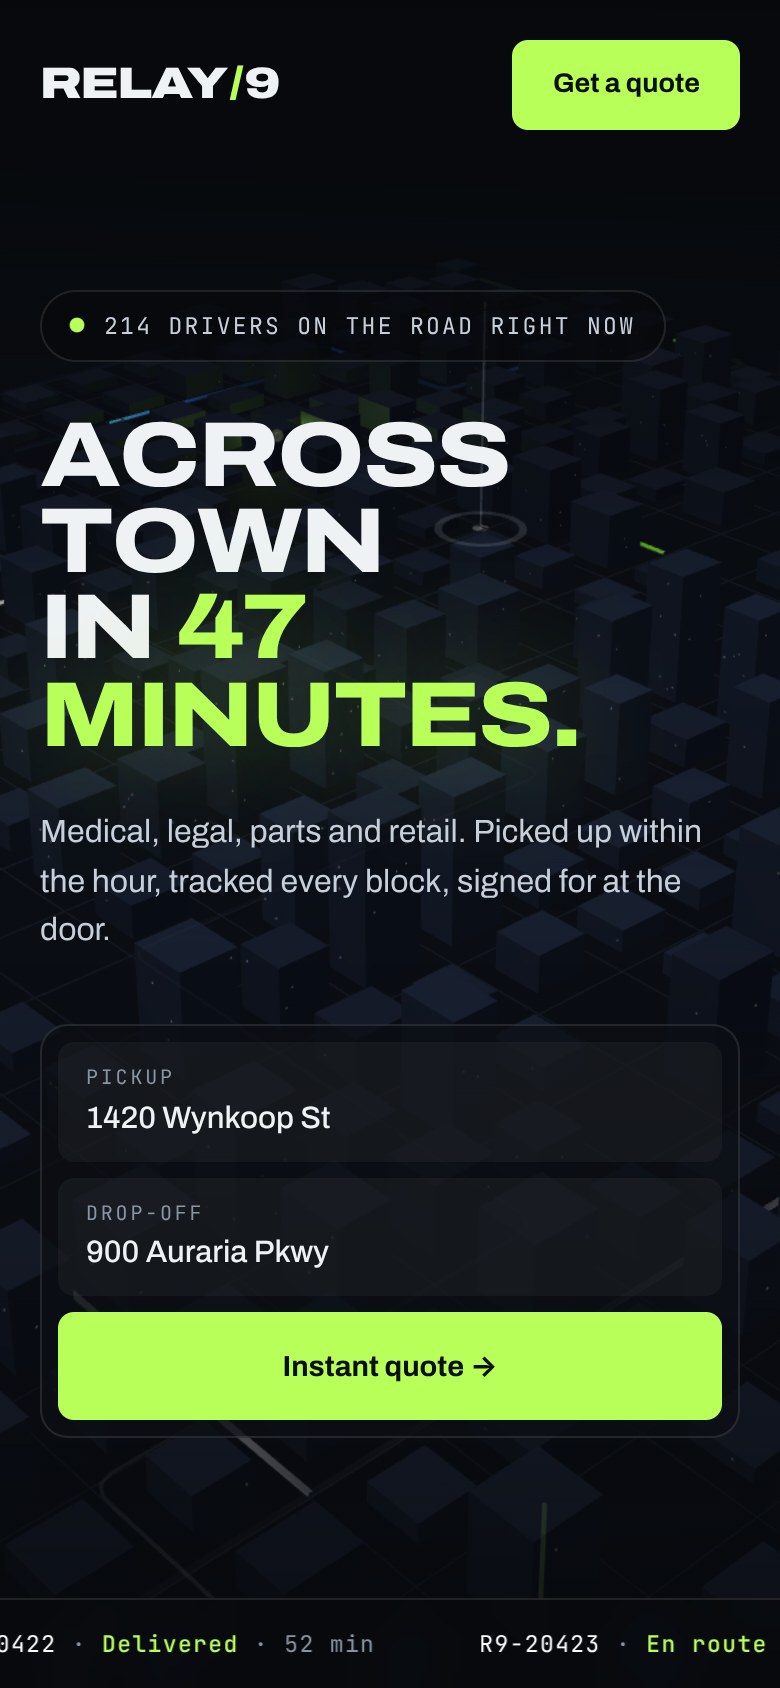 RELAY/9
Get a quote
214 DRIVERS ON THE ROAD RIGHT NOW
ACROSS
TOWN
IN 47
MINUTES.
Medical, legal, parts and retail. Picked up within
the hour, tracked every block, signed for at the
door.
PICKUP
1420 Wynkoop St
DROP-OFF
900 Auraria Pkwy
Instant quote →
0422 · Delivered · 52 min R9-20423 · En route